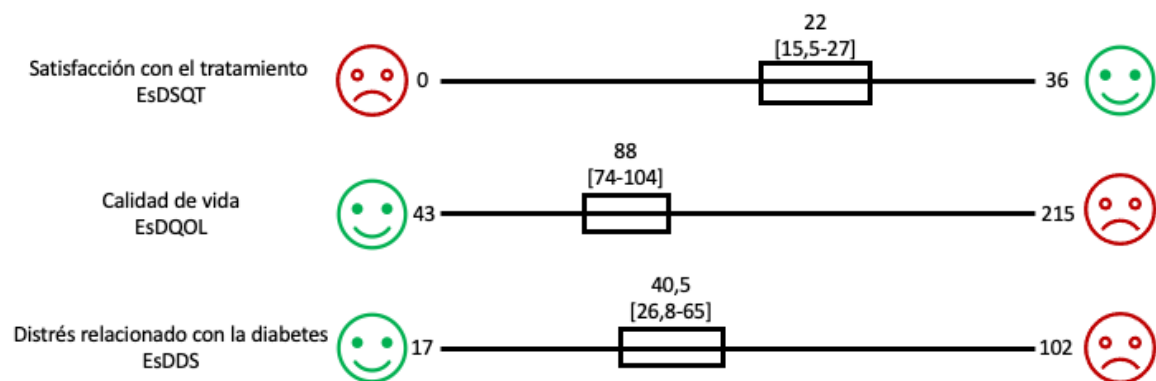 22
[15,5-27]
Satisfacción con el tratamiento
EsDSQT
0
36
88
[74-104]
Calidad de vida
EsDQOL
43
215
40,5
[26,8-65]
Distrés relacionado con la diabetes
EsDDS
17
102